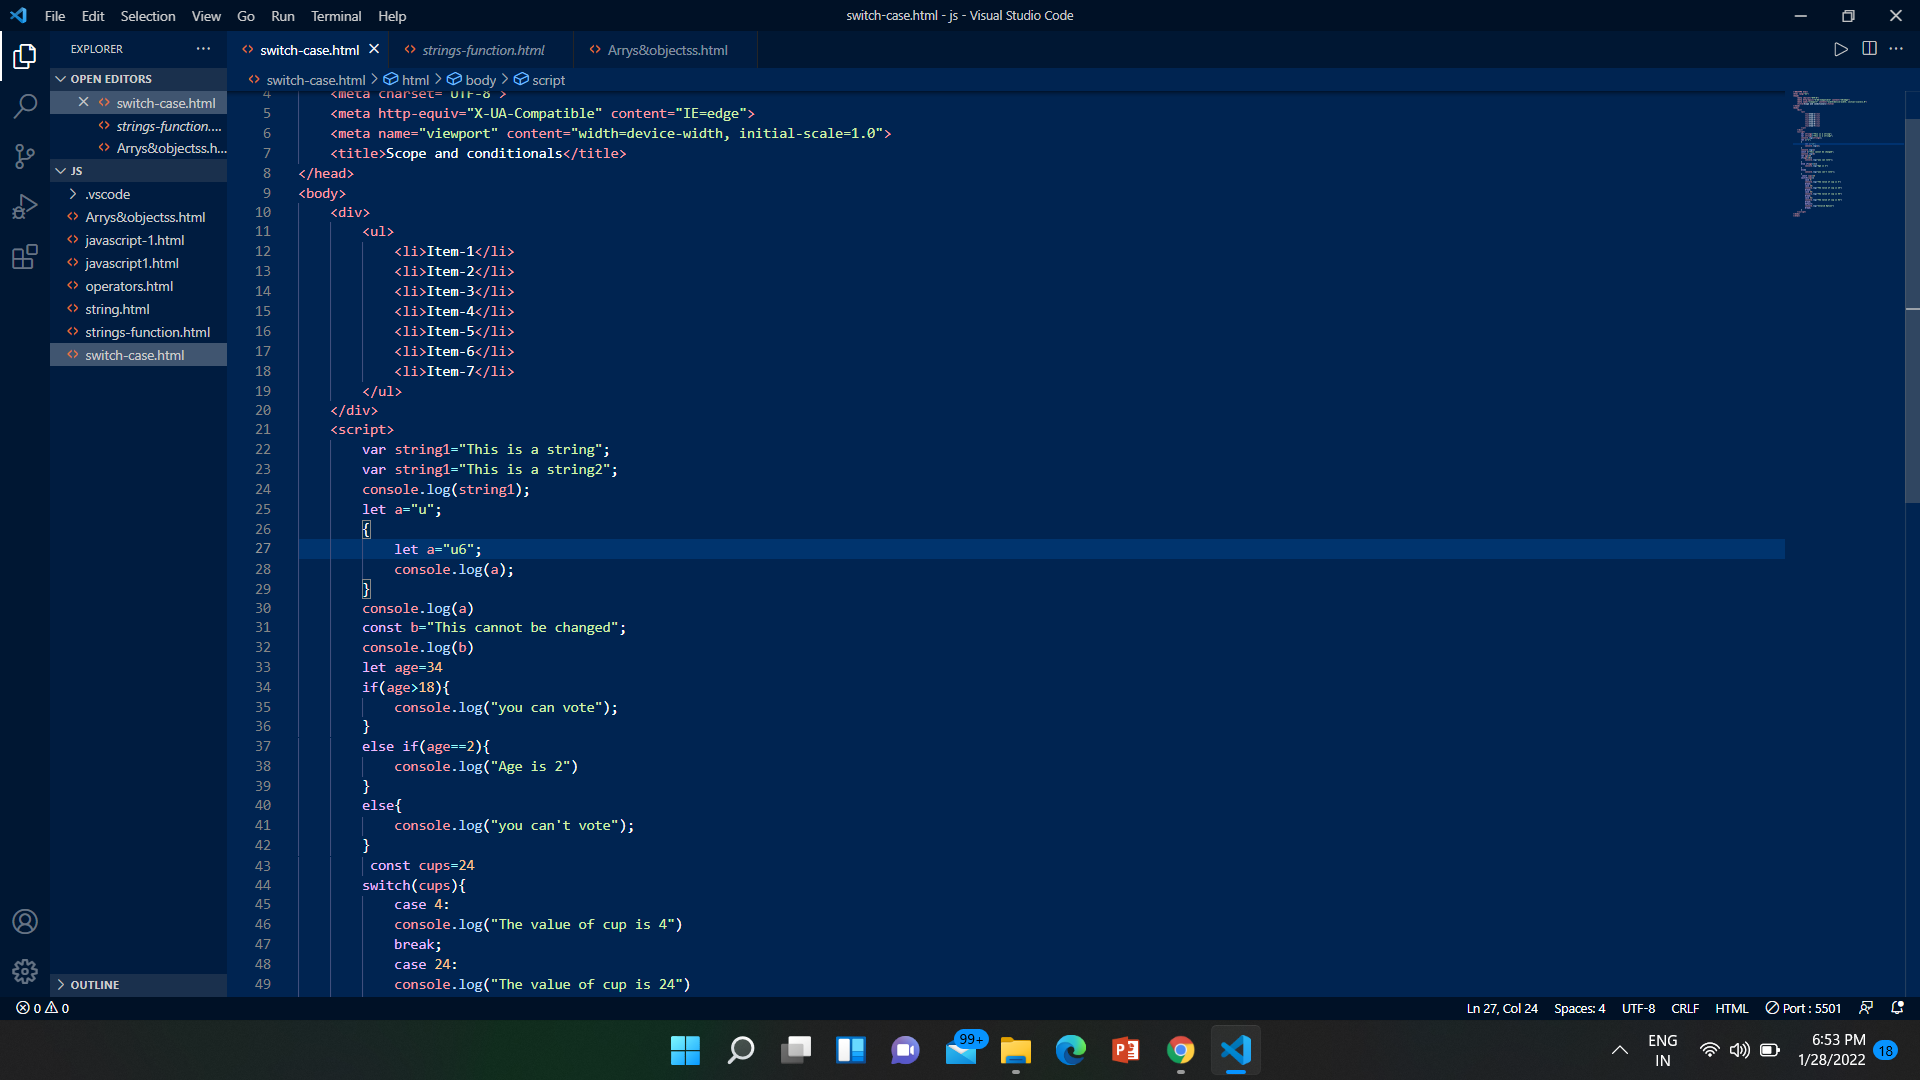 File Edit Selection View Go Run Terminal Help
switch-case.html - js - Visual Studio Code
EXPLORER
switch-case.html
strings-function.html
Arrys&objectss.html
OPEN EDITORS
switch-case.html
strings-function....
Arrys&objectss.h...
JS
.vscode
Arrys&objectss.html
javascript-1.html
javascript1.html
operators.html
string.html
strings-function.html
switch-case.html
OUTLINE
switch-case.html > html > body > script
4 <meta charset="UTF-8">
5 <meta http-equiv="X-UA-Compatible" content="IE=edge">
6 <meta name="viewport" content="width=device-width, initial-scale=1.0">
7 <title>Scope and conditionals</title>
8 </head>
9 <body>
10 <div>
11 <ul>
12 <li>Item-1</li>
13 <li>Item-2</li>
14 <li>Item-3</li>
15 <li>Item-4</li>
16 <li>Item-5</li>
17 <li>Item-6</li>
18 <li>Item-7</li>
19 </ul>
20 </div>
21 <script>
22 var string1="This is a string";
23 var string1="This is a string2";
24 console.log(string1);
25 let a="u";
26 {
27 let a="u6";
28 console.log(a);
29 }
30 console.log(a)
31 const b="This cannot be changed";
32 console.log(b)
33 let age=34
34 if(age>18){
35 console.log("you can vote");
36 }
37 else if(age==2){
38 console.log("Age is 2")
39 }
40 else{
41 console.log("you can't vote");
42 }
43 const cups=24
44 switch(cups){
45 case 4:
46 console.log("The value of cup is 4")
47 break;
48 case 24:
49 console.log("The value of cup is 24")
0 0
Ln 27, Col 24 Spaces: 4 UTF-8 CRLF HTML Port : 5501
99+
ENG
IN
6:53 PM
1/28/2022
18